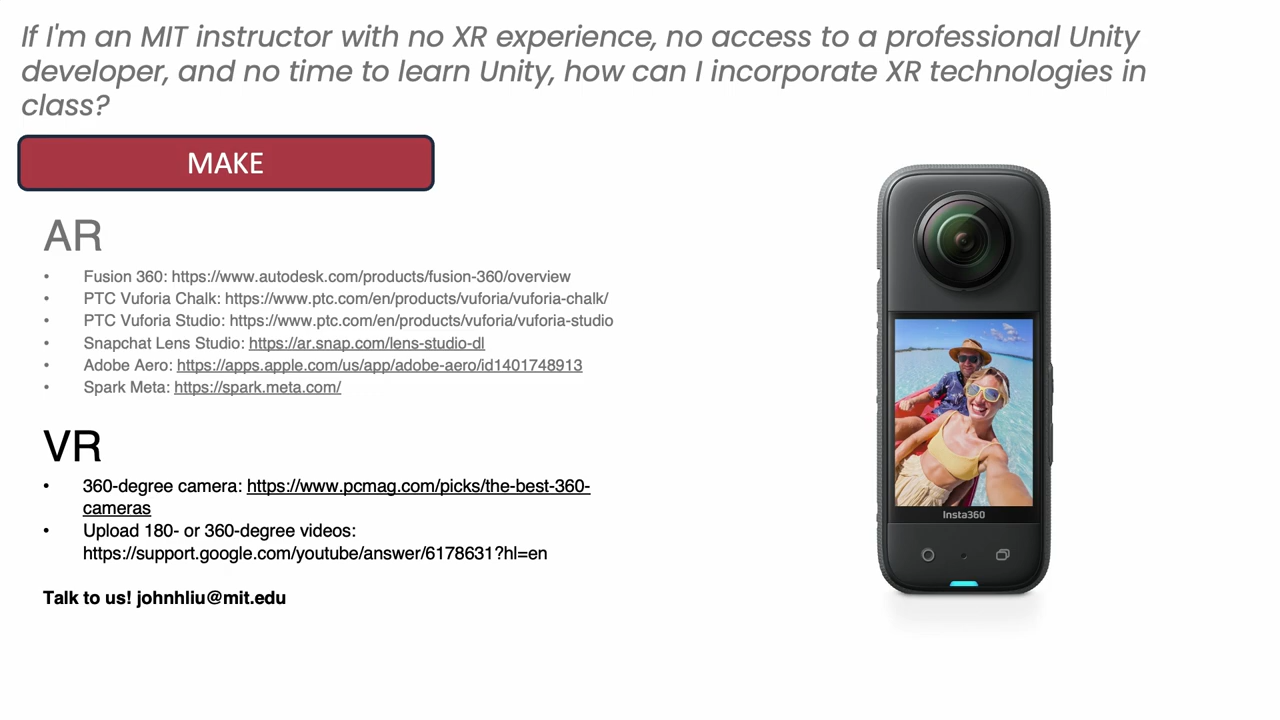 If I'm an MIT instructor with no XR experience, no access to a professional Unity
developer, and no time to learn Unity, how can I incorporate XR technologies in
class?
MAKE
AR
• Fusion 360: https://www.autodesk.com/products/fusion-360/overview
• PTC Vuforia Chalk: https://www.ptc.com/en/products/vuforia/vuforia-chalk/
• PTC Vuforia Studio: https://www.ptc.com/en/products/vuforia/vuforia-studio
• Snapchat Lens Studio: https://ar.snap.com/lens-studio-dl
• Adobe Aero: https://apps.apple.com/us/app/adobe-aero/id1401748913
• Spark Meta: https://spark.meta.com/
VR
• 360-degree camera: https://www.pcmag.com/picks/the-best-360-
cameras
• Upload 180- or 360-degree videos:
https://support.google.com/youtube/answer/6178631?hl=en
Talk to us! johnhliu@mit.edu
Insta360